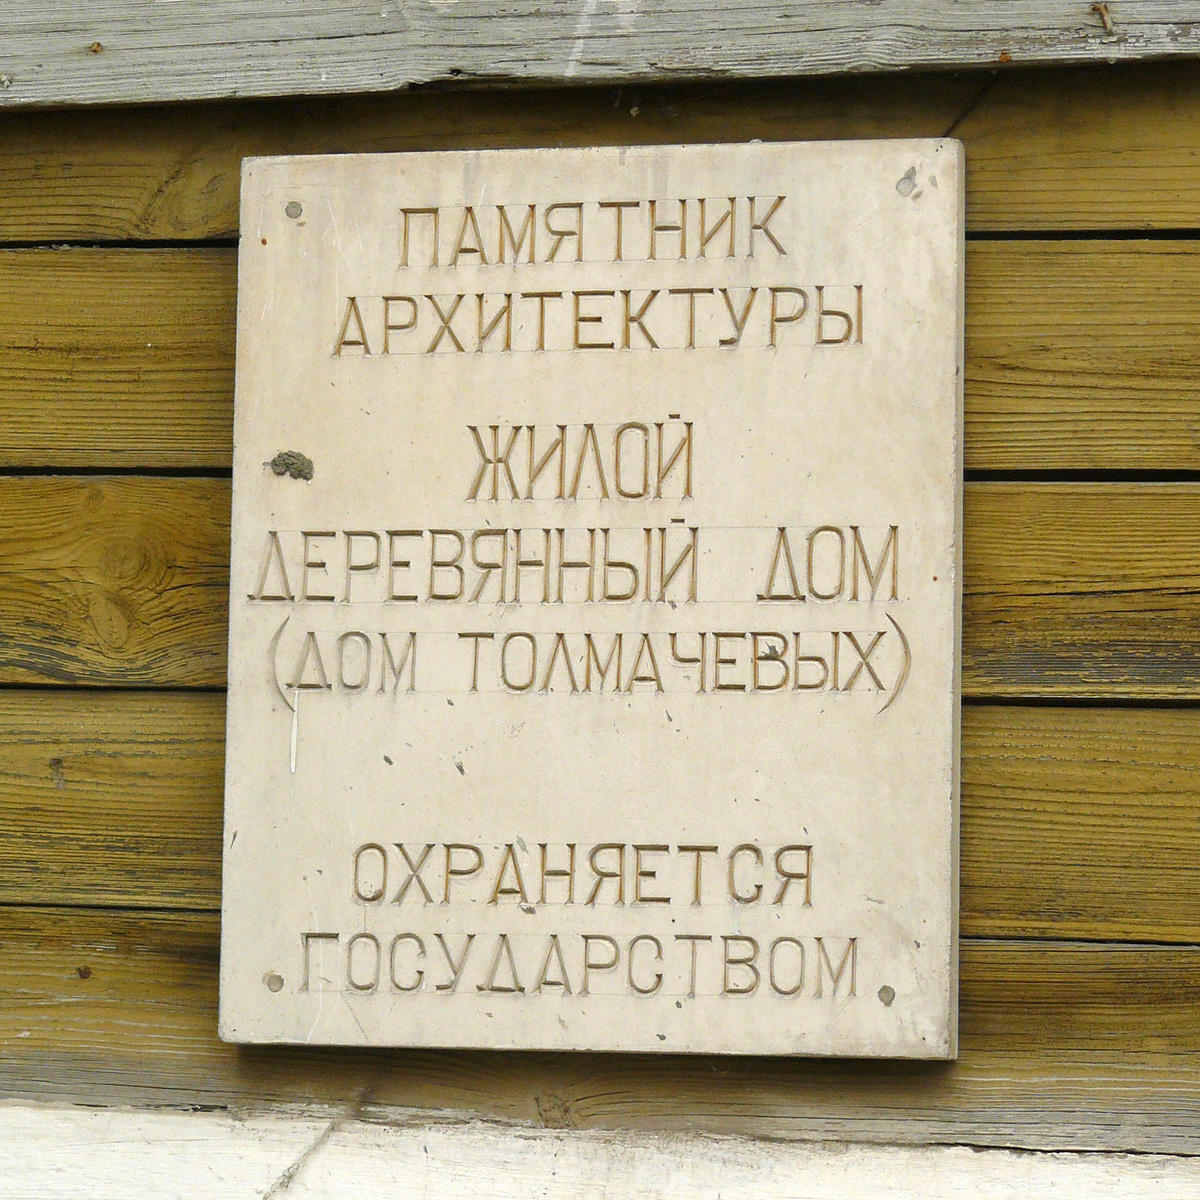 ПАМЯТНИК
АРХИТЕКТУРЫ
ЖИЛОЙ
ДЕРЕВЯННЫЙ ДОМ
(ДОМ ТОЛМАЧЕВЫХ)
ОХРАНЯЕТСЯ
ГОСУДАРСТВОМ